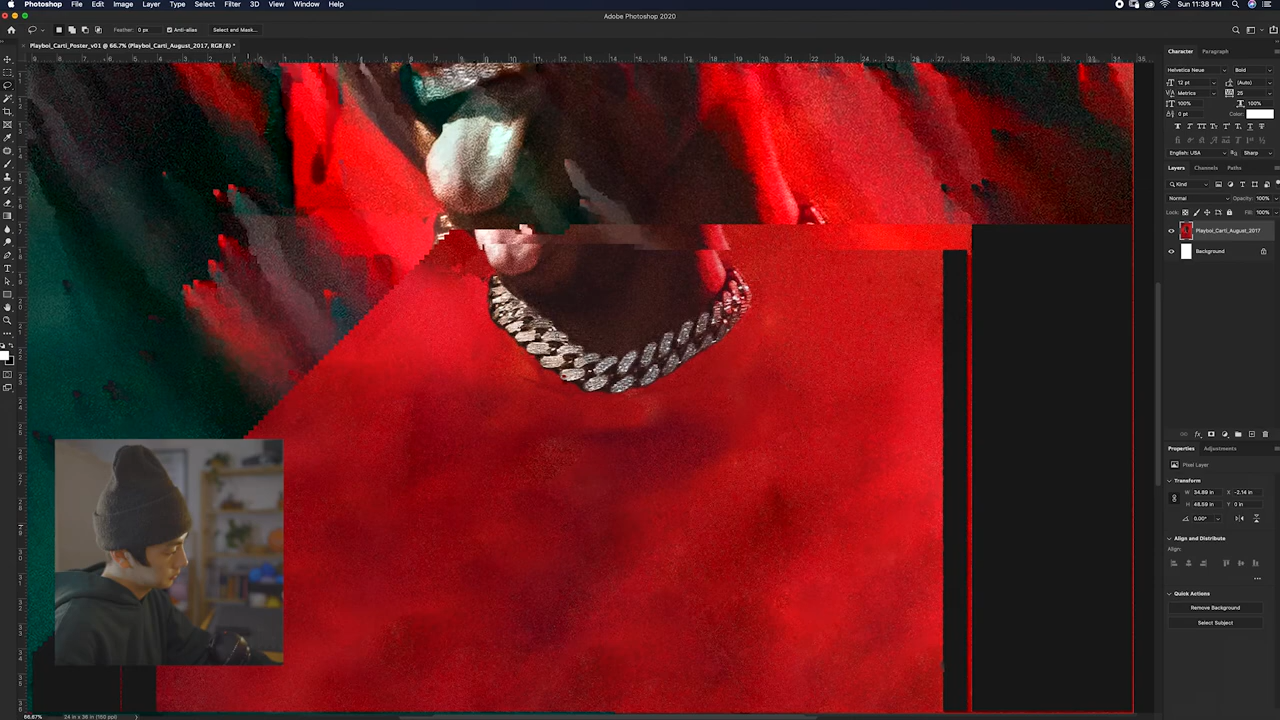 Photoshop File Edit Image Layer Type Select Filter 3D View Window Help
Sun 11:38 PM
Adobe Photoshop 2020
Feather: 0 px Anti-alias Select and Mask...
Playboi_Carti_Poster_v01 @ 66.7% (Playboi_Carti_August_2017, RGB/8) *
Character Paragraph
Helvetica Neue Bold
12 pt (Auto)
Metrics 25
100% 100%
0 pt Color:
English: USA Sharp
Layers Channels Paths
Kind
Normal Opacity: 100%
Lock: Fill: 100%
Playboi_Carti_August_2017
Background
Properties Adjustments
Pixel Layer
Transform
W 34.89 in X -2.14 in
H 48.59 in Y 0 in
0.00°
Align and Distribute
Align:
Quick Actions
Remove Background
Select Subject
66.67% 24 in x 36 in (150 ppi)